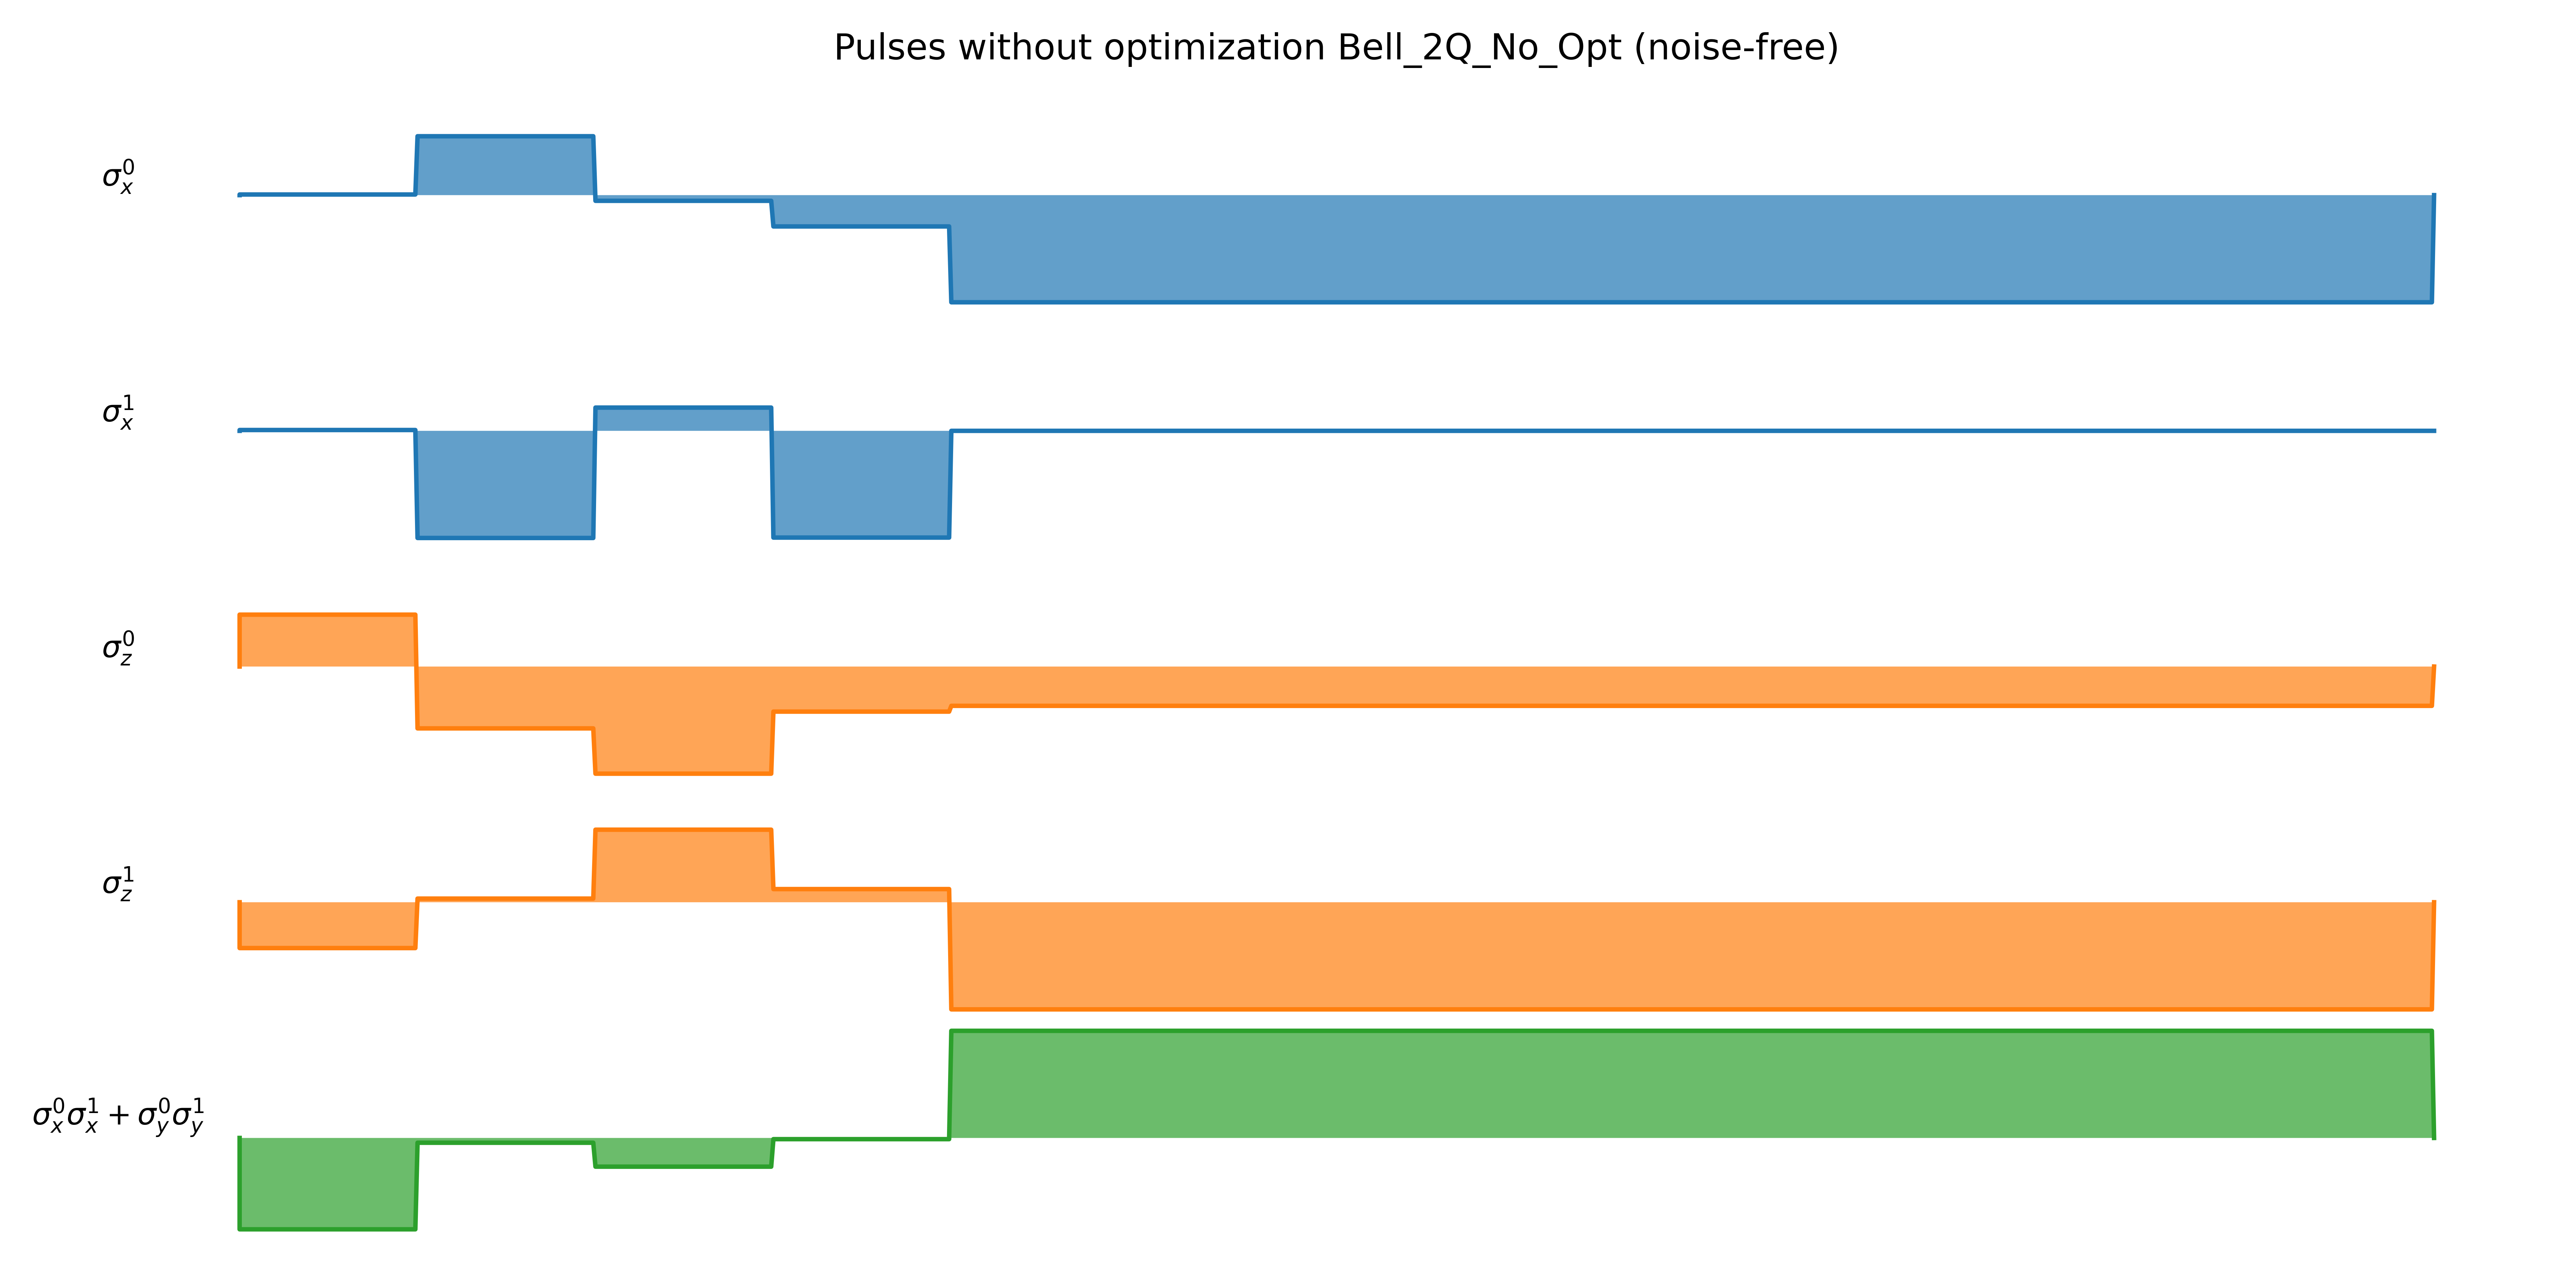 Pulses without optimization Bell_2Q_No_Opt (noise-free)
σ_x^0
σ_x^1
σ_z^0
σ_z^1
σ_x^0σ_x^1 + σ_y^0σ_y^1